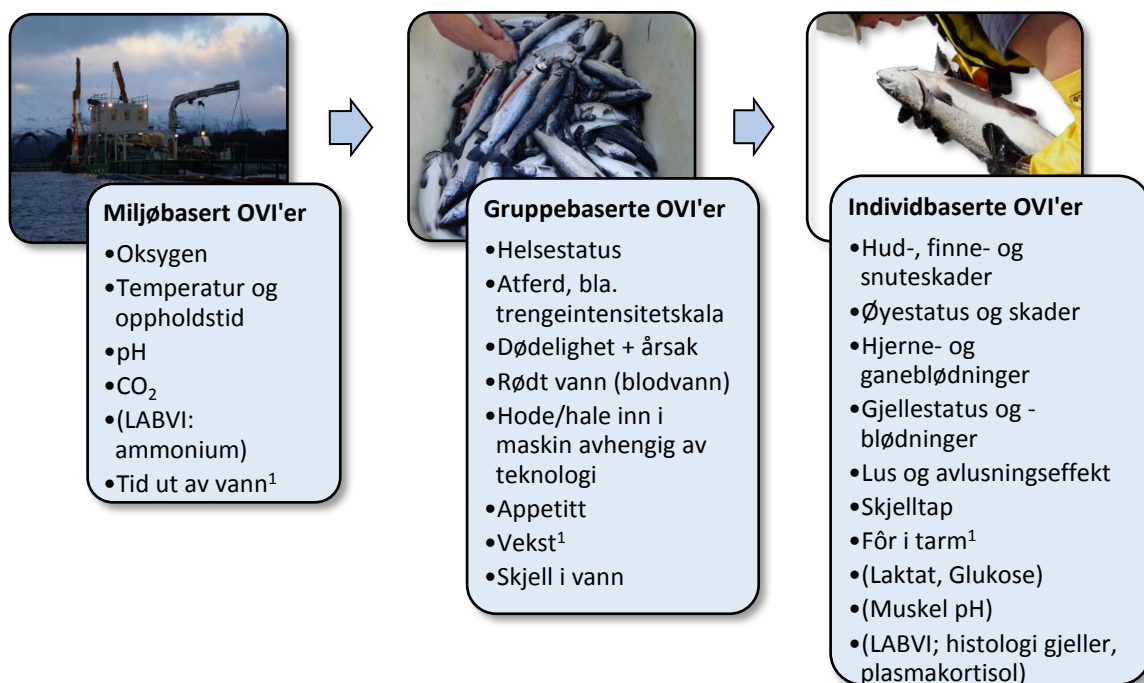 Miljøbasert OVI'er
•Oksygen
•Temperatur og
oppholdstid
•pH
•CO₂
•(LABVI:
ammonium)
•Tid ut av vann¹
Gruppebaserte OVI'er
•Helsestatus
•Atferd, bla.
trengeintensitetskala
•Dødelighet + årsak
•Rødt vann (blodvann)
•Hode/hale inn i
maskin avhengig av
teknologi
•Appetitt
•Vekst¹
•Skjell i vann
Individbaserte OVI'er
•Hud-, finne- og
snuteskader
•Øyestatus og skader
•Hjerne- og
ganeblødninger
•Gjellestatus og -
blødninger
•Lus og avlusningseffekt
•Skjelltap
•Fôr i tarm¹
•(Laktat, Glukose)
•(Muskel pH)
•(LABVI; histologi gjeller,
plasmakortisol)